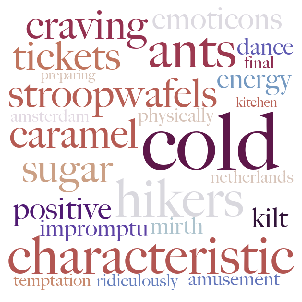 craving emoticons
tickets ants dance
final
preparing energy
stroopwafels kitchen
amsterdam physically
caramel cold
sugar netherlands
hikers
positive kilt
impromptu mirth
characteristic
temptation ridiculously amusement